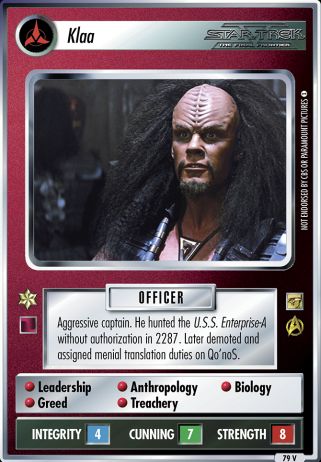 Klaa
STAR TREK
THE FINAL FRONTIER
NOT ENDORSED BY CBS OR PARAMOUNT PICTURES
OFFICER
Aggressive captain. He hunted the U.S.S. Enterprise-A
without authorization in 2287. Later demoted and
assigned menial translation duties on Qo'noS.
Leadership Anthropology Biology
Greed Treachery
INTEGRITY 4 CUNNING 7 STRENGTH 8
79 V